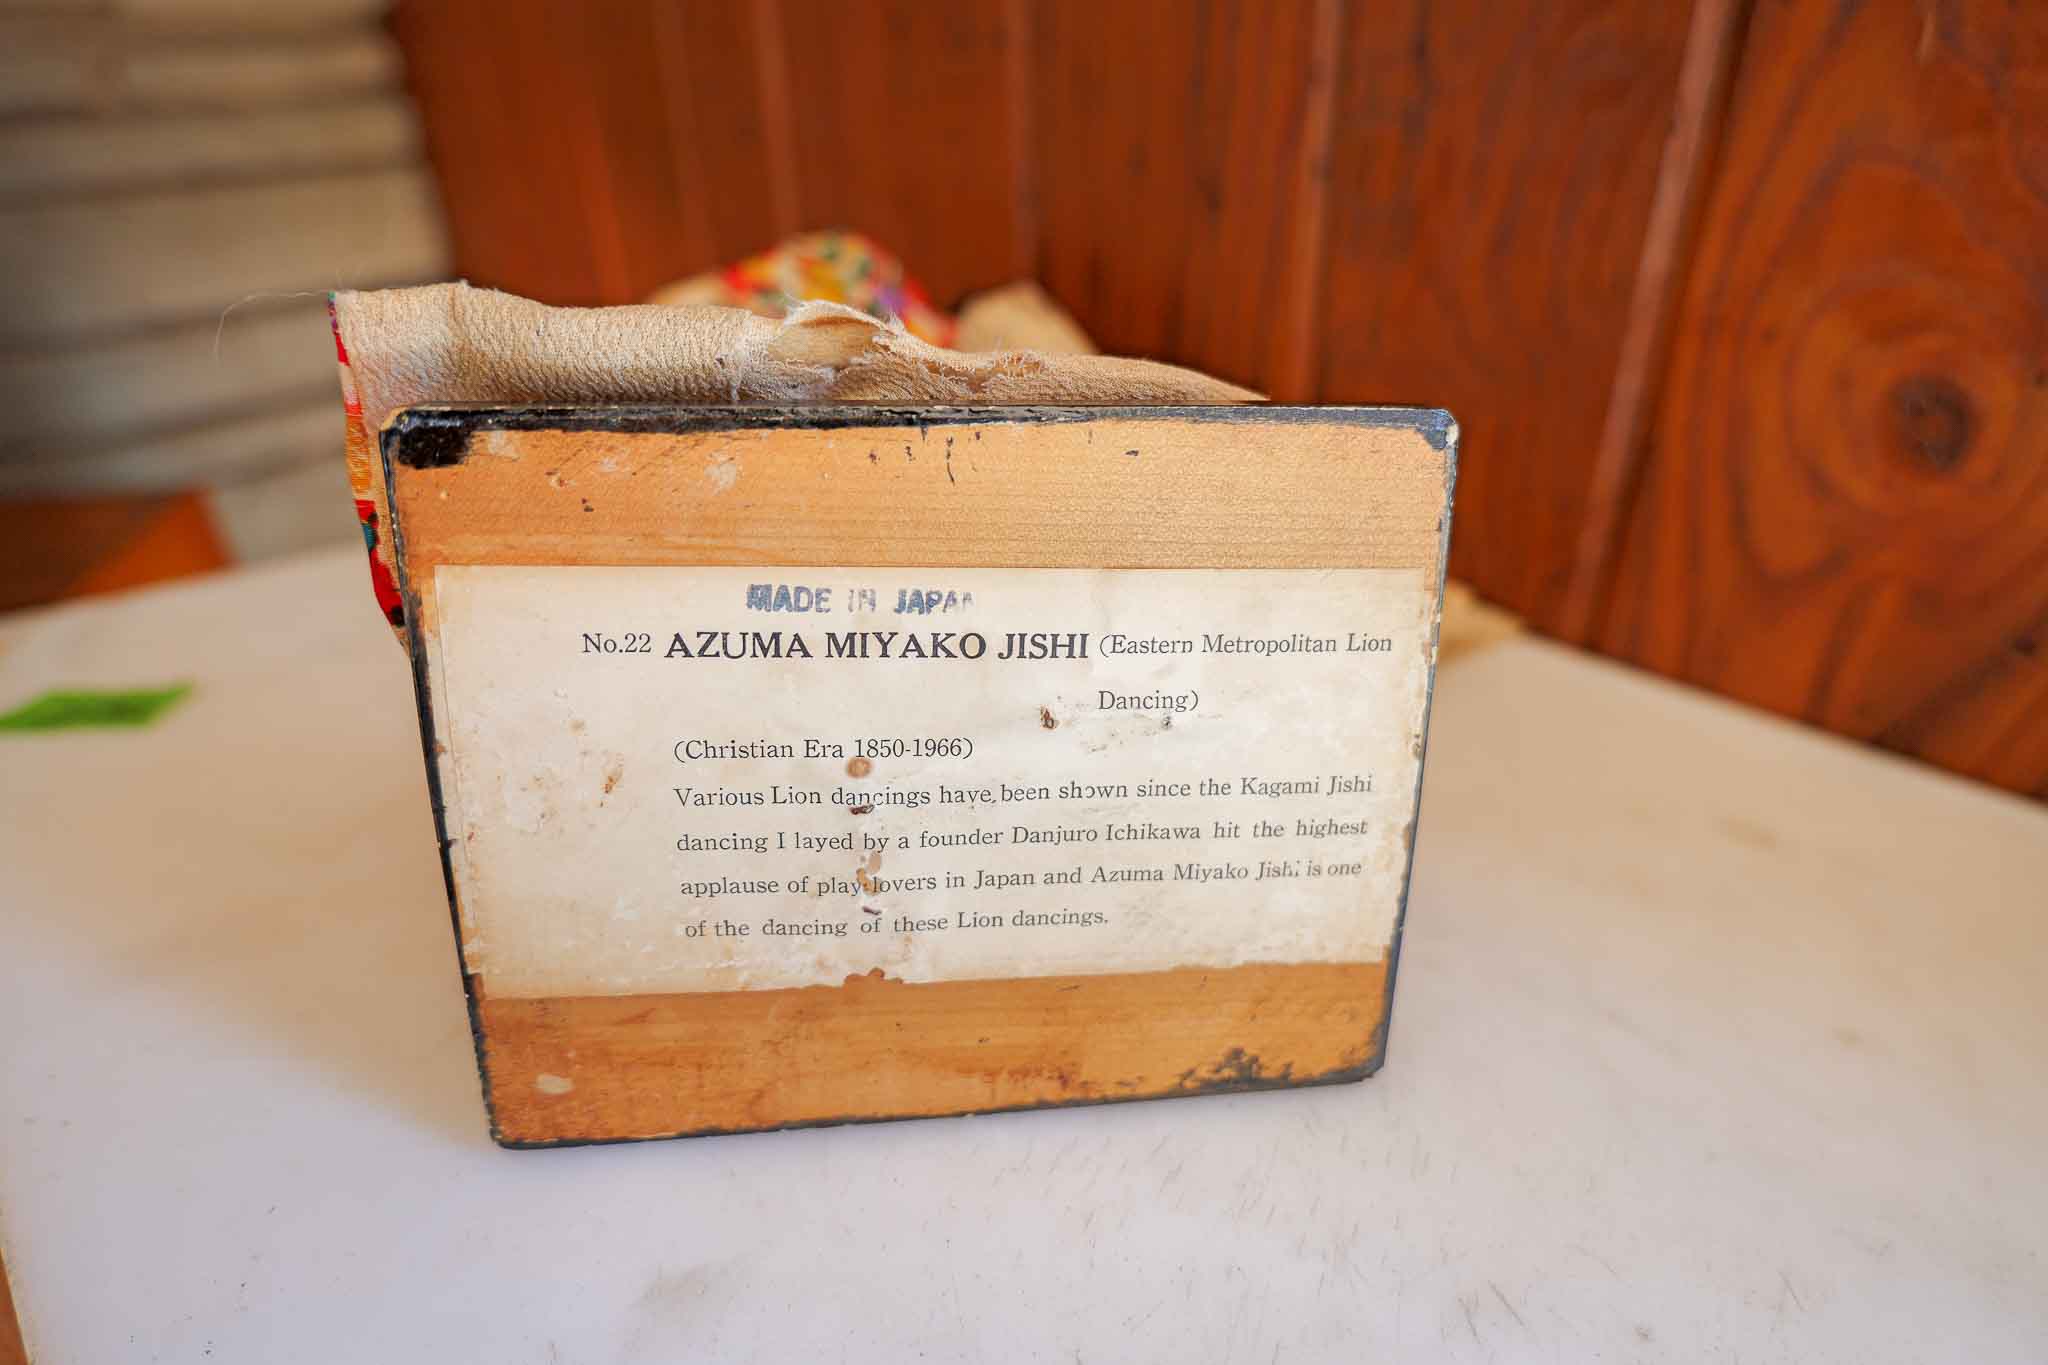 MADE IN JAPAN
No.22 AZUMA MIYAKO JISHI (Eastern Metropolitan Lion
Dancing)
(Christian Era 1850-1966)
Various Lion dancings have been shown since the Kagami Jishi
dancing I layed by a founder Danjuro Ichikawa hit the highest
applause of play lovers in Japan and Azuma Miyako Jishi is one
of the dancing of these Lion dancings.